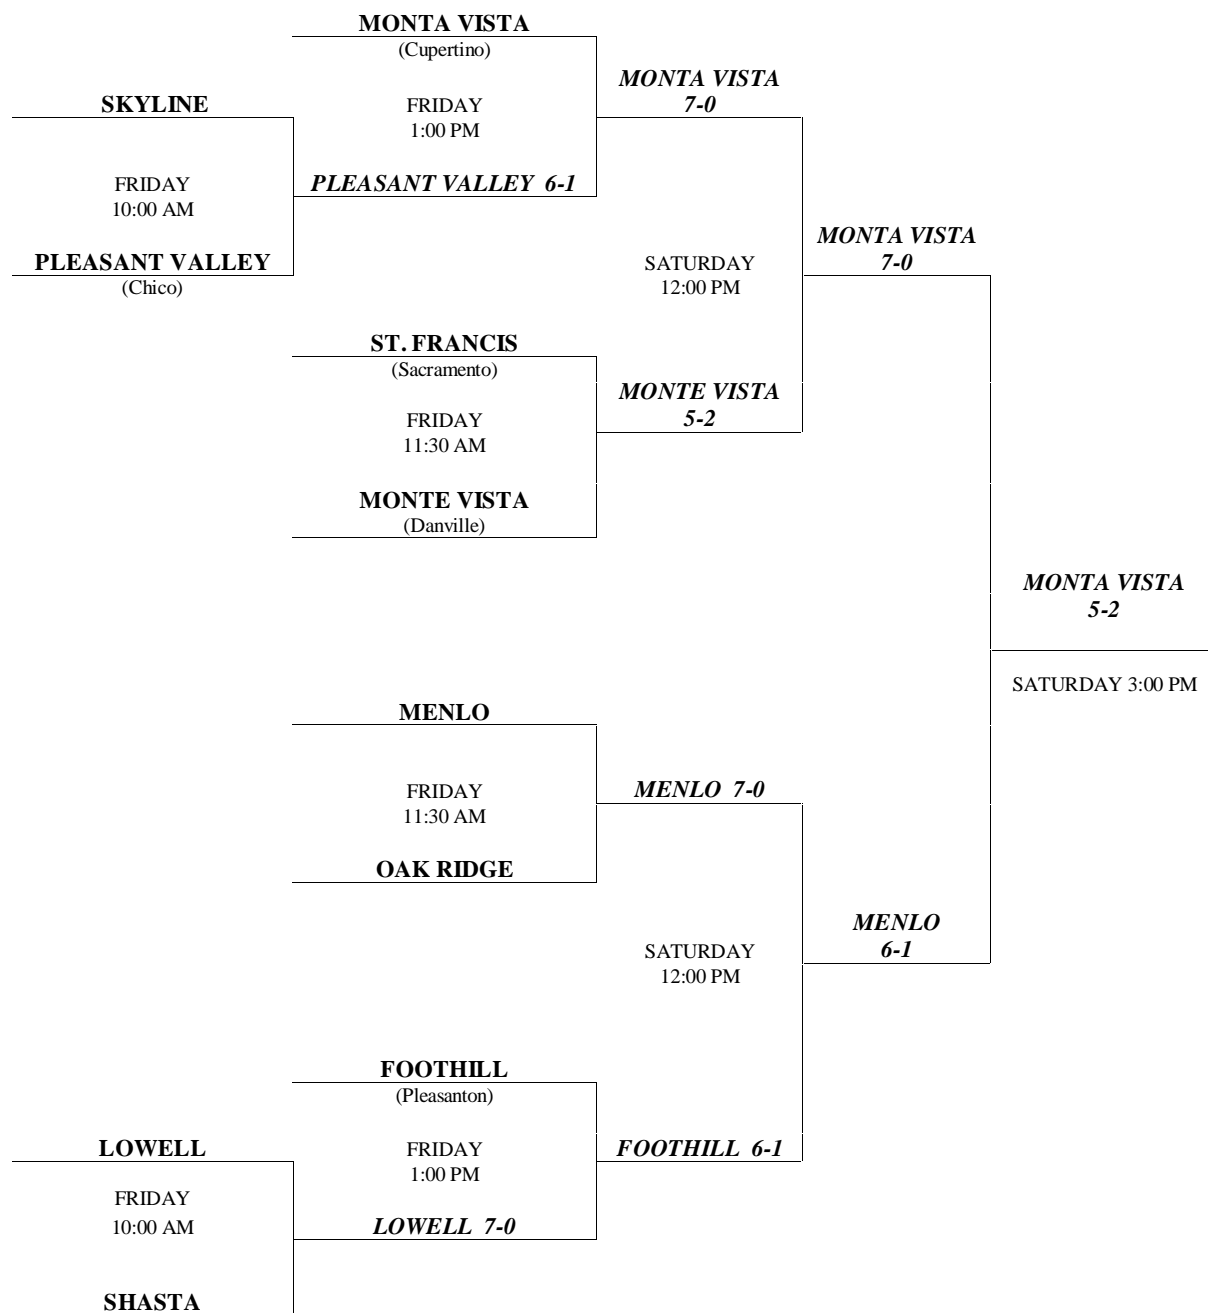 MONTA VISTA
(Cupertino)
MONTA VISTA
7-0
SKYLINE
FRIDAY
1:00 PM
FRIDAY
10:00 AM
PLEASANT VALLEY 6-1
MONTA VISTA
7-0
PLEASANT VALLEY
(Chico)
SATURDAY
12:00 PM
ST. FRANCIS
(Sacramento)
MONTE VISTA
5-2
FRIDAY
11:30 AM
MONTE VISTA
(Danville)
MONTA VISTA
5-2
SATURDAY 3:00 PM
MENLO
FRIDAY
11:30 AM
MENLO 7-0
OAK RIDGE
MENLO
6-1
SATURDAY
12:00 PM
FOOTHILL
(Pleasanton)
LOWELL
FRIDAY
1:00 PM
FOOTHILL 6-1
FRIDAY
10:00 AM
LOWELL 7-0
SHASTA